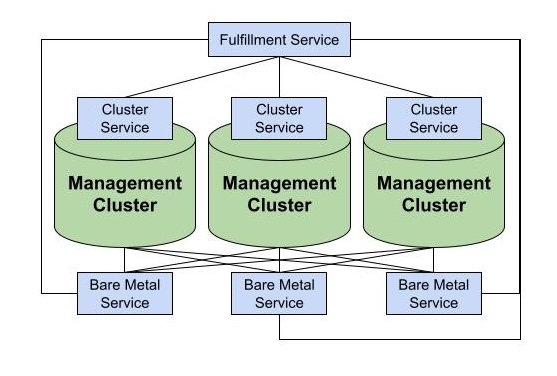 Fulfillment Service
Cluster
Service
Cluster
Service
Cluster
Service
Management
Cluster
Management
Cluster
Management
Cluster
Bare Metal
Service
Bare Metal
Service
Bare Metal
Service